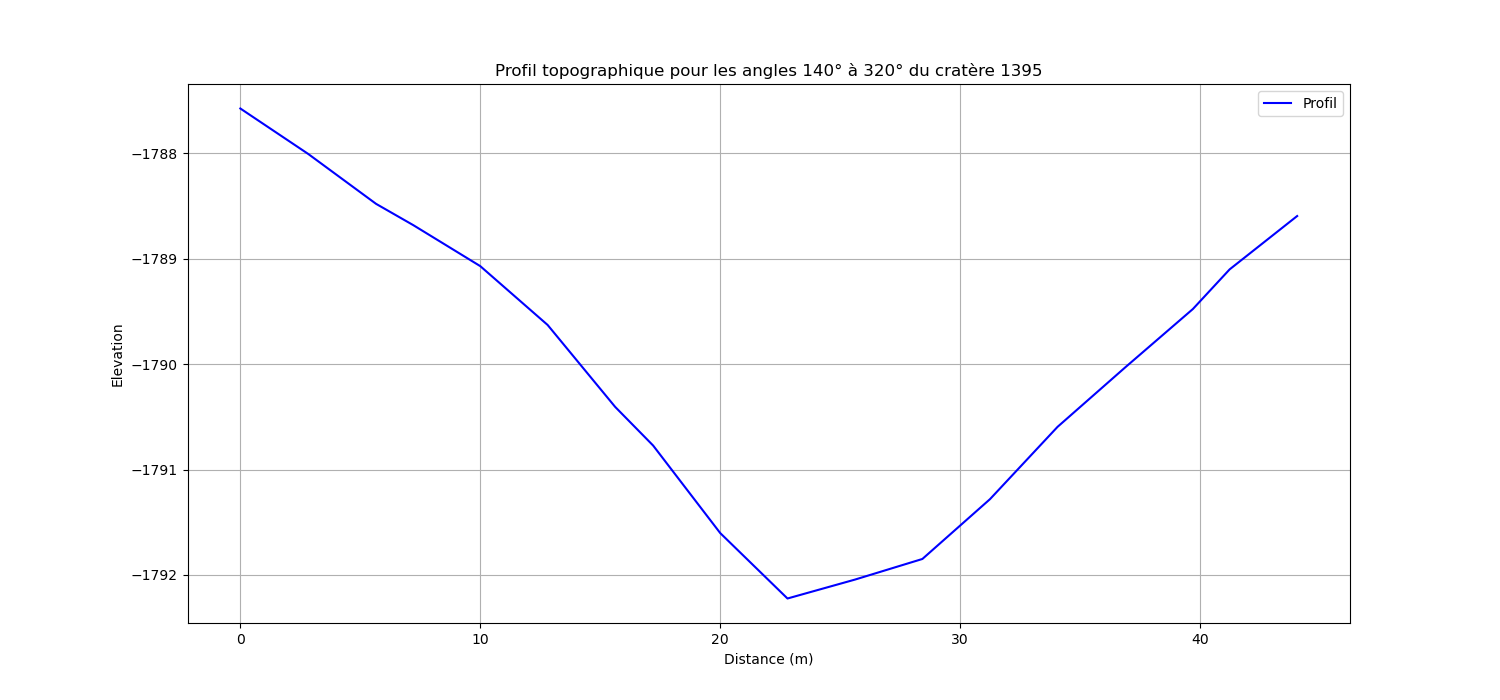 Profil topographique pour les angles 140° à 320° du cratère 1395
Profil
−1788
−1789
−1790
−1791
−1792
Elevation
0 10 20 30 40
Distance (m)